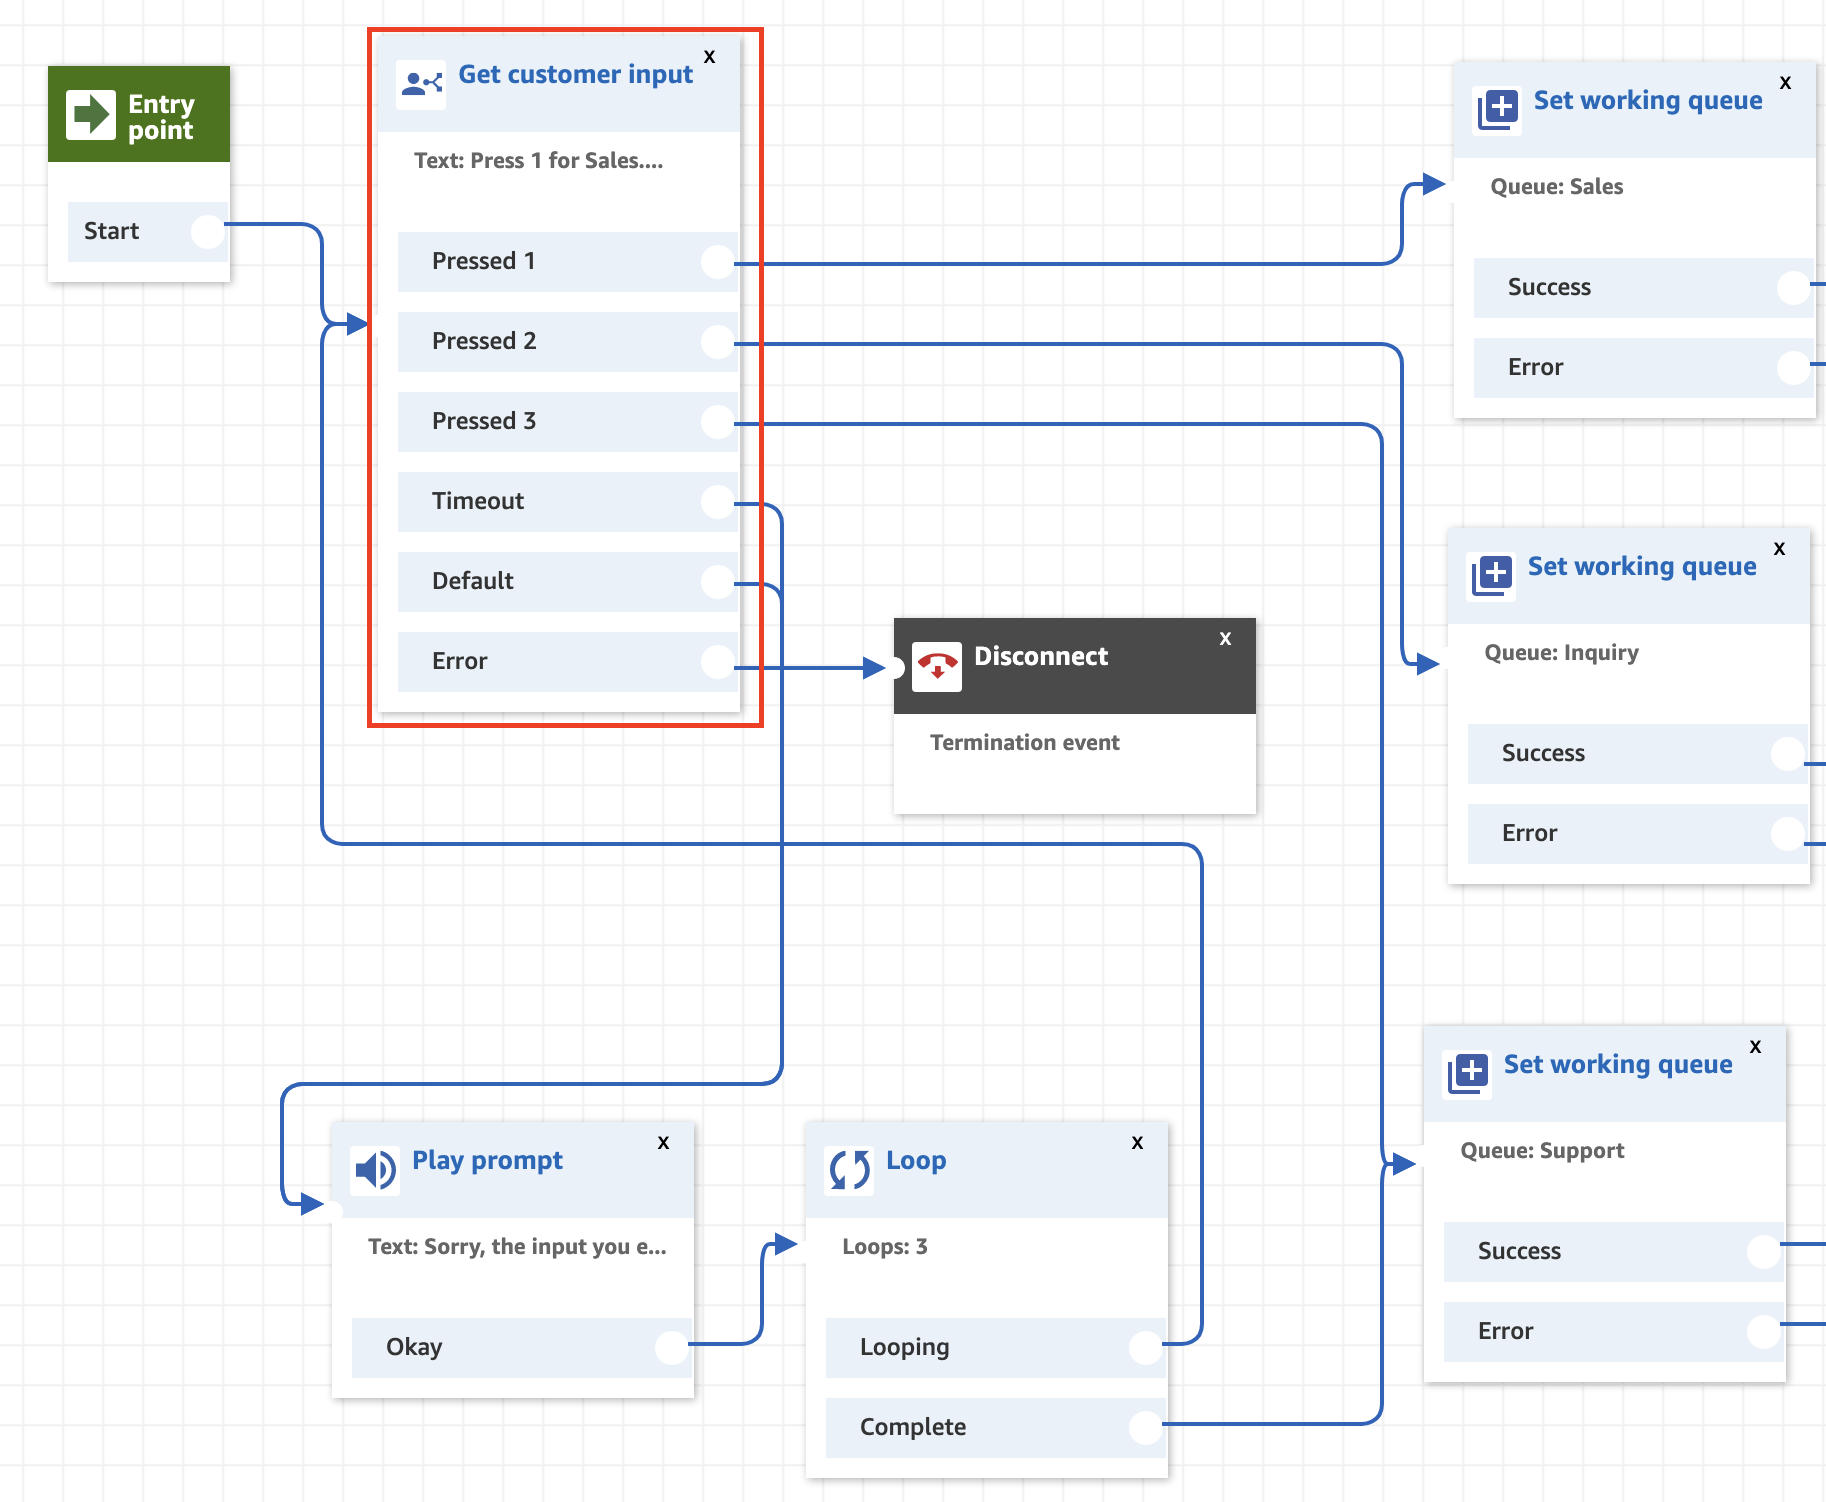 Entry
point
Start
Get customer input
X
Text: Press 1 for Sales....
Pressed 1
Pressed 2
Pressed 3
Timeout
Default
Error
Disconnect
X
Termination event
Set working queue
X
Queue: Sales
Success
Error
Set working queue
X
Queue: Inquiry
Success
Error
Play prompt
X
Text: Sorry, the input you e...
Okay
Loop
X
Loops: 3
Looping
Complete
Set working queue
X
Queue: Support
Success
Error